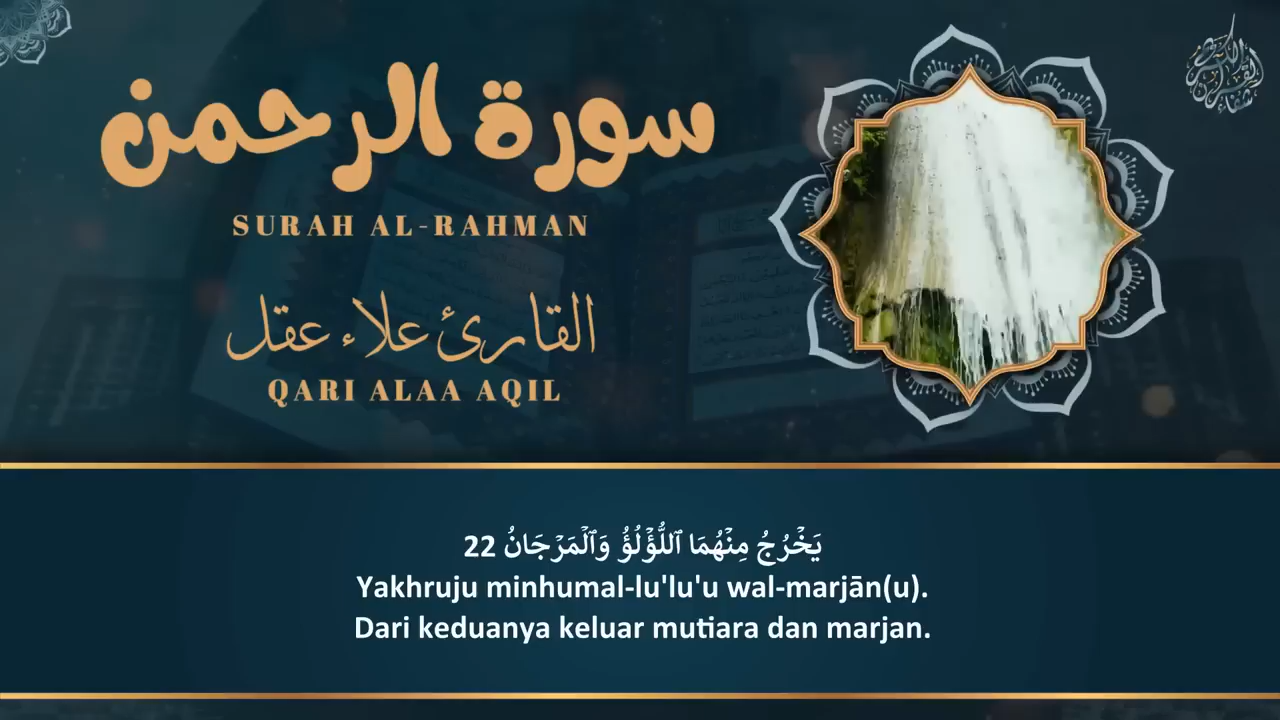 سورة الرحمن
SURAH AL-RAHMAN
القارئ علاء عقل
QARI ALAA AQIL
يَخْرُجُ مِنْهُمَا ٱللُّؤْلُؤُ وَٱلْمَرْجَانُ 22
Yakhruju minhumal-lu'lu'u wal-marjān(u).
Dari keduanya keluar mutiara dan marjan.